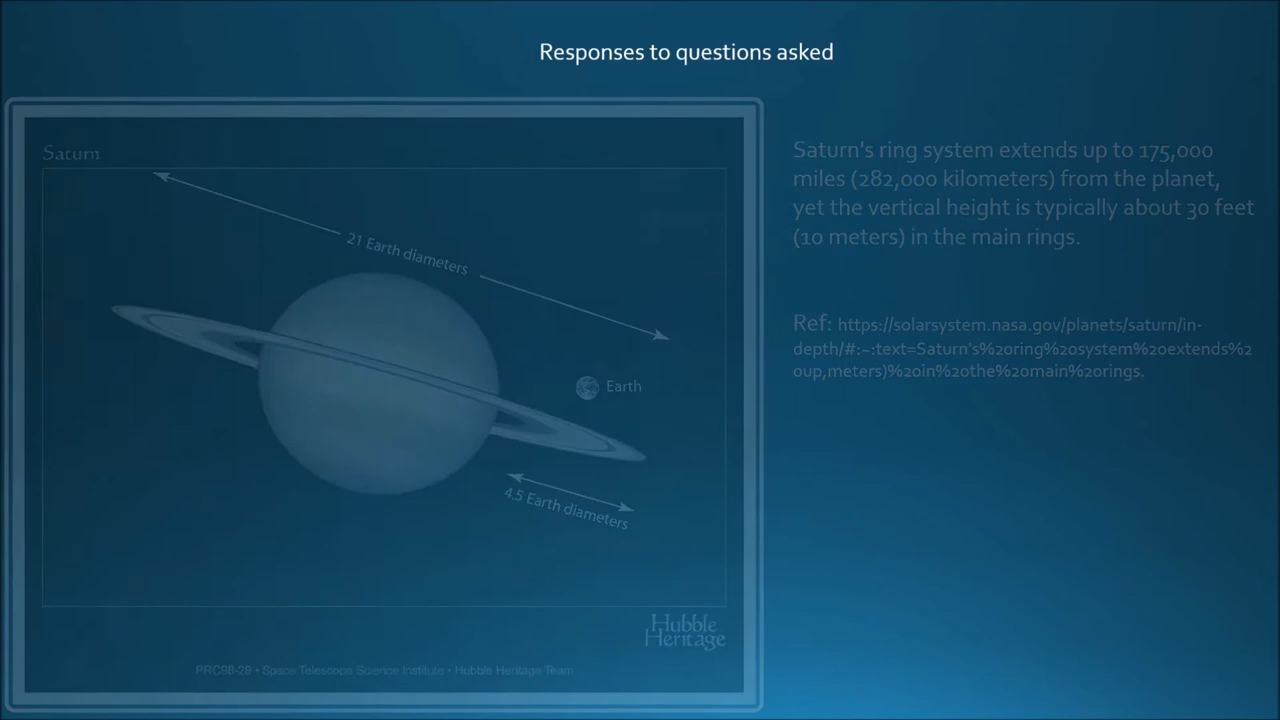 Responses to questions asked
Saturn
21 Earth diameters
Earth
4.5 Earth diameters
Hubble
Heritage
PRC98-29 • Space Telescope Science Institute • Hubble Heritage Team
Saturn's ring system extends up to 175,000
miles (282,000 kilometers) from the planet,
yet the vertical height is typically about 30 feet
(10 meters) in the main rings.
Ref: https://solarsystem.nasa.gov/planets/saturn/in-
depth/#:~:text=Saturn's%20ring%20system%20extends%2
0up,meters)%20in%20the%20main%20rings.